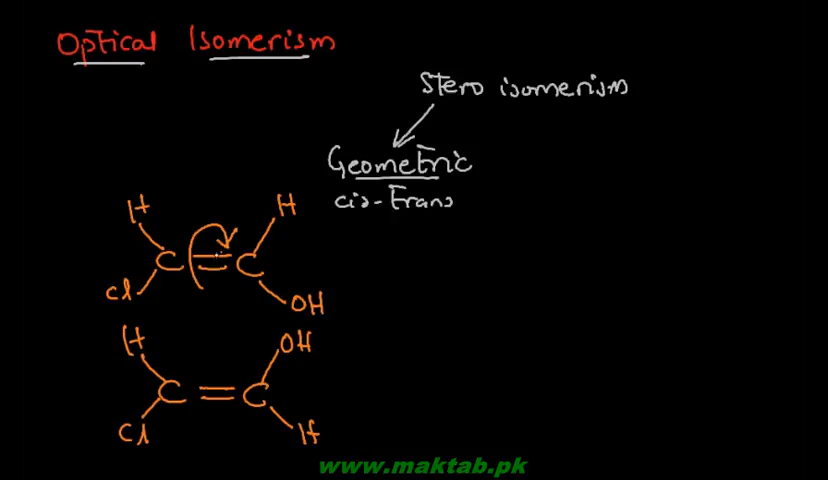 Optical Isomerism
Stero isomerism
Geometric
cis-Trans
H H
C = C
Cl OH
H OH
C = C
Cl H
www.maktab.pk